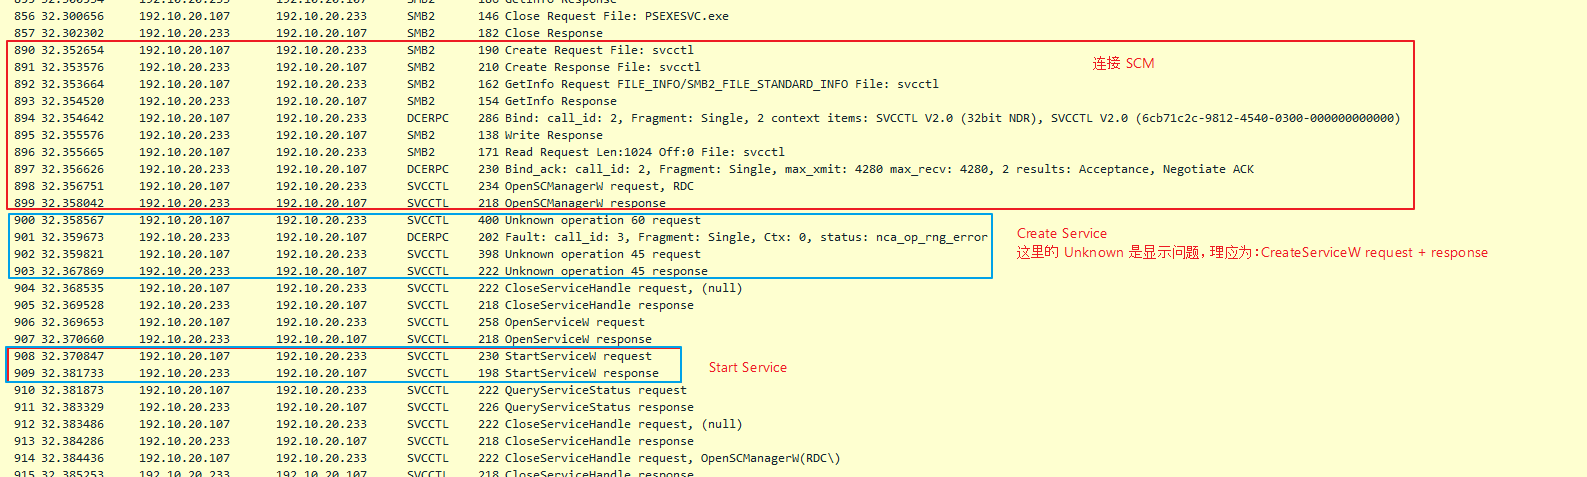 856 32.300656 192.10.20.107 192.10.20.233 SMB2 146 Close Request File: PSEXESVC.exe
857 32.302302 192.10.20.233 192.10.20.107 SMB2 182 Close Response
890 32.352654 192.10.20.107 192.10.20.233 SMB2 190 Create Request File: svcctl
891 32.353576 192.10.20.233 192.10.20.107 SMB2 210 Create Response File: svcctl
连接 SCM
892 32.353664 192.10.20.107 192.10.20.233 SMB2 162 GetInfo Request FILE_INFO/SMB2_FILE_STANDARD_INFO File: svcctl
893 32.354520 192.10.20.233 192.10.20.107 SMB2 154 GetInfo Response
894 32.354642 192.10.20.107 192.10.20.233 DCERPC 286 Bind: call_id: 2, Fragment: Single, 2 context items: SVCCTL V2.0 (32bit NDR), SVCCTL V2.0 (6cb71c2c-9812-4540-0300-000000000000)
895 32.355576 192.10.20.233 192.10.20.107 SMB2 138 Write Response
896 32.355665 192.10.20.107 192.10.20.233 SMB2 171 Read Request Len:1024 Off:0 File: svcctl
897 32.356626 192.10.20.233 192.10.20.107 DCERPC 230 Bind_ack: call_id: 2, Fragment: Single, max_xmit: 4280 max_recv: 4280, 2 results: Acceptance, Negotiate ACK
898 32.356751 192.10.20.107 192.10.20.233 SVCCTL 234 OpenSCManagerW request, RDC
899 32.358042 192.10.20.233 192.10.20.107 SVCCTL 218 OpenSCManagerW response
900 32.358567 192.10.20.107 192.10.20.233 SVCCTL 400 Unknown operation 60 request
901 32.359673 192.10.20.233 192.10.20.107 DCERPC 202 Fault: call_id: 3, Fragment: Single, Ctx: 0, status: nca_op_rng_error
Create Service
902 32.359821 192.10.20.107 192.10.20.233 SVCCTL 398 Unknown operation 45 request
这里的 Unknown 是显示问题，理应为：CreateServiceW request + response
903 32.367869 192.10.20.233 192.10.20.107 SVCCTL 222 Unknown operation 45 response
904 32.368535 192.10.20.107 192.10.20.233 SVCCTL 222 CloseServiceHandle request, (null)
905 32.369528 192.10.20.233 192.10.20.107 SVCCTL 218 CloseServiceHandle response
906 32.369653 192.10.20.107 192.10.20.233 SVCCTL 258 OpenServiceW request
907 32.370660 192.10.20.233 192.10.20.107 SVCCTL 218 OpenServiceW response
908 32.370847 192.10.20.107 192.10.20.233 SVCCTL 230 StartServiceW request
909 32.381733 192.10.20.233 192.10.20.107 SVCCTL 198 StartServiceW response
Start Service
910 32.381873 192.10.20.107 192.10.20.233 SVCCTL 222 QueryServiceStatus request
911 32.383329 192.10.20.233 192.10.20.107 SVCCTL 226 QueryServiceStatus response
912 32.383486 192.10.20.107 192.10.20.233 SVCCTL 222 CloseServiceHandle request, (null)
913 32.384286 192.10.20.233 192.10.20.107 SVCCTL 218 CloseServiceHandle response
914 32.384436 192.10.20.107 192.10.20.233 SVCCTL 222 CloseServiceHandle request, OpenSCManagerW(RDC\)
915 32.385253 192.10.20.233 192.10.20.107 SVCCTL 218 CloseServiceHandle response